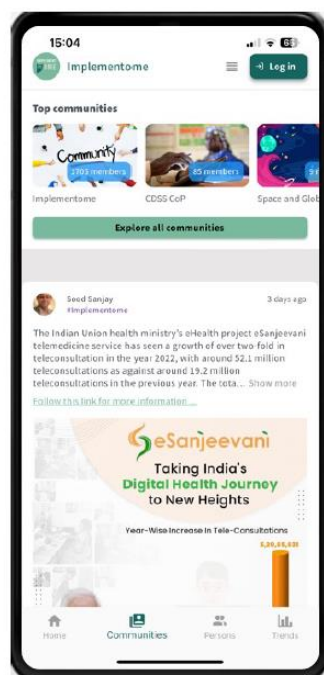 15:04
Implementome
Log in
Top communities
Community
members
85 members
Implementome
CDSS CoP
Space and Glob
Explore all communities
Sood Sanjay
3 days ago
#Implementome
The Indian Union health ministry's eHealth project eSanjeevani
telemedicine service has seen a growth of over two-fold in
teleconsultation in the year 2022, with around 52.1 million
teleconsultations as against around 19.2 million
teleconsultations in the previous year. The tota... Show more
Follow this link for more information ...
eSanjeevani
Taking India's
Digital Health Journey
to New Heights
Year-Wise Increase In Tele-Consultations
Home
Communities
Persons
Trends